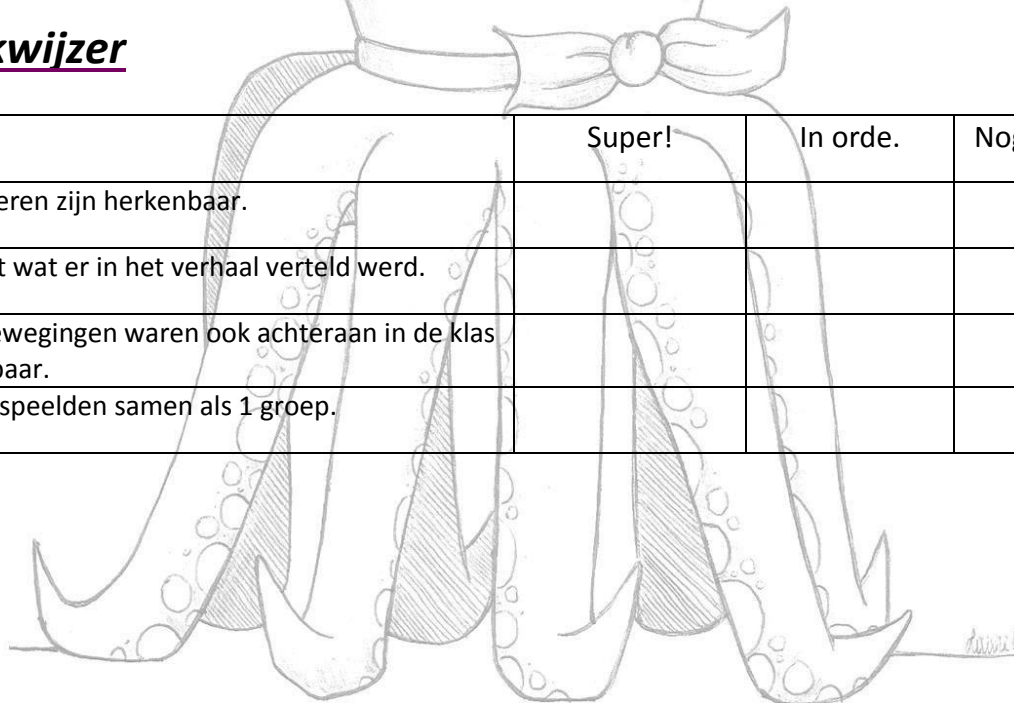 kwijzer
Super! In orde. Nog
eren zijn herkenbaar.
t wat er in het verhaal verteld werd.
ewegingen waren ook achteraan in de klas
baar.
speelden samen als 1 groep.